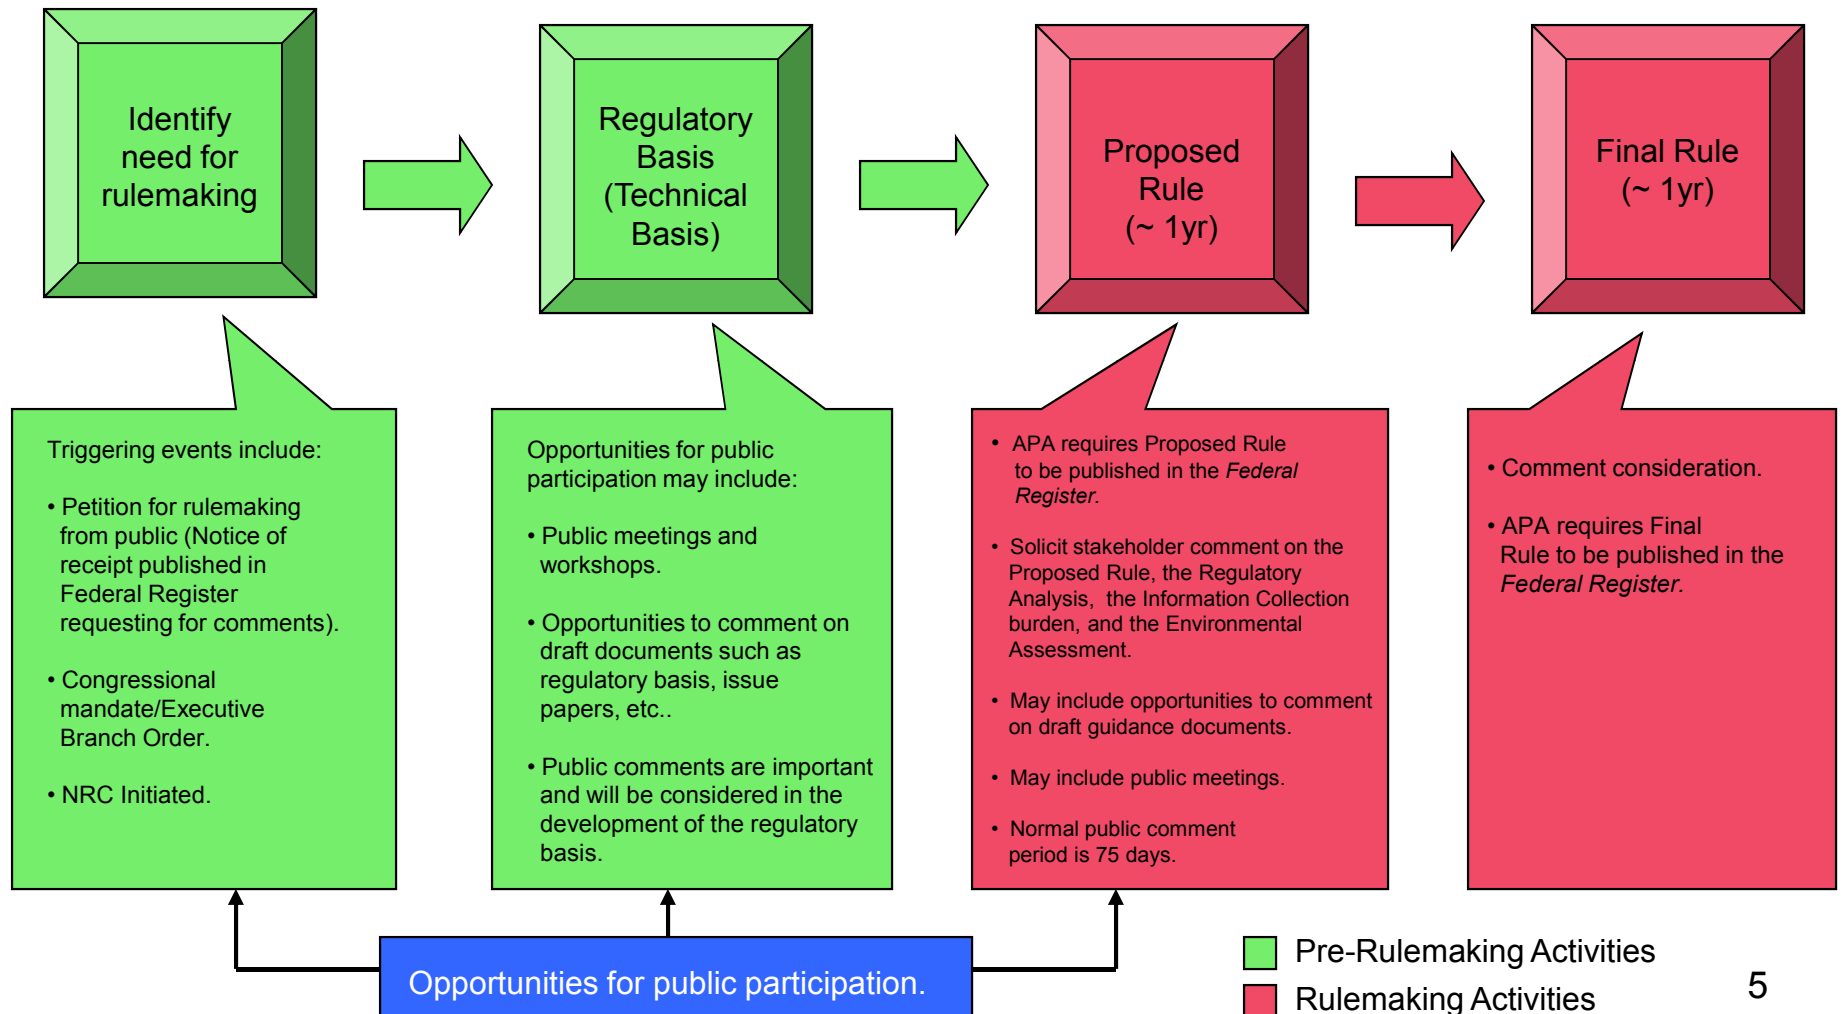 Identify
need for
rulemaking
Regulatory
Basis
(Technical
Basis)
Proposed
Rule
(~ 1yr)
Final Rule
(~ 1yr)
Triggering events include:
• Petition for rulemaking
from public (Notice of
receipt published in
Federal Register
requesting for comments).
• Congressional
mandate/Executive
Branch Order.
• NRC Initiated.
Opportunities for public
participation may include:
• Public meetings and
workshops.
• Opportunities to comment on
draft documents such as
regulatory basis, issue
papers, etc..
• Public comments are important
and will be considered in the
development of the regulatory
basis.
• APA requires Proposed Rule
to be published in the Federal
Register.
• Solicit stakeholder comment on the
Proposed Rule, the Regulatory
Analysis, the Information Collection
burden, and the Environmental
Assessment.
• May include opportunities to comment
on draft guidance documents.
• May include public meetings.
• Normal public comment
period is 75 days.
• Comment consideration.
• APA requires Final
Rule to be published in the
Federal Register.
Opportunities for public participation.
Pre-Rulemaking Activities
Rulemaking Activities
5